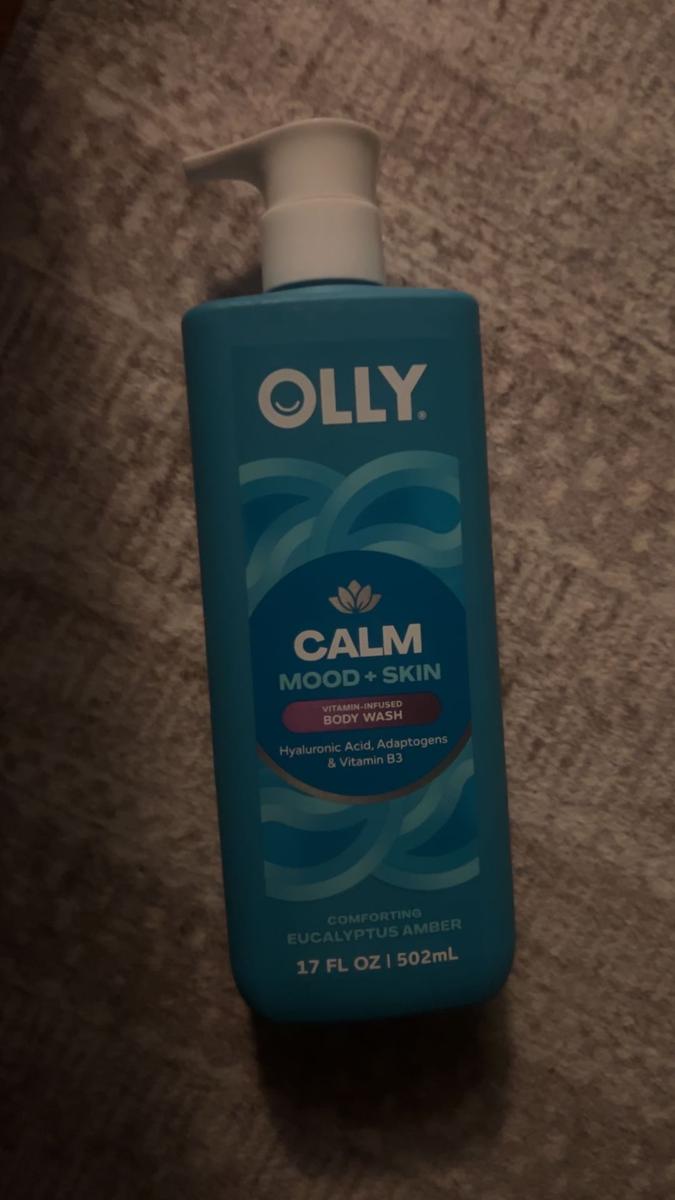 OLLY®
CALM
MOOD + SKIN
VITAMIN-INFUSED
BODY WASH
Hyaluronic Acid, Adaptogens
& Vitamin B3
COMFORTING
EUCALYPTUS AMBER
17 FL OZ | 502mL